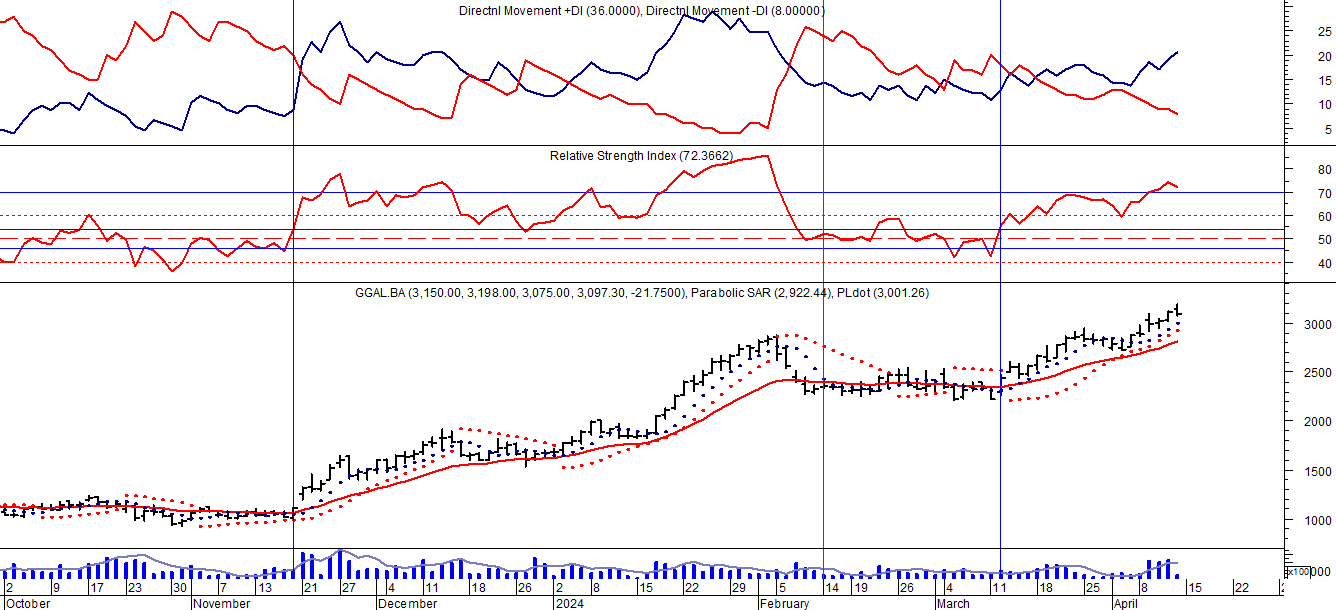 Directnl Movement +DI (36.0000), Directnl Movement -DI (8.00000)
25
20
15
10
5
Relative Strength Index (72.3662)
80
70
60
50
40
GGAL.BA (3,150.00, 3,198.00, 3,075.00, 3,097.30, -21.7500), Parabolic SAR (2,922.44), PLdot (3,001.26)
3000
2500
2000
1500
1000
x100
2 9 17 23 30 7 13 21 27 4 11 15 26 2 8 15 22 29 5 14 19 26 4 11 18 25 1 8 15 22
October November December 2024 February March April